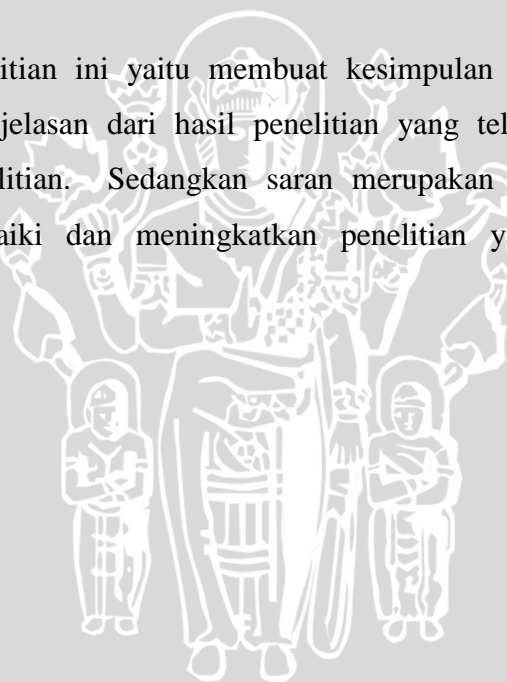 itian ini yaitu membuat kesimpulan
jelasan dari hasil penelitian yang tel
litian. Sedangkan saran merupakan
aiki dan meningkatkan penelitian ya